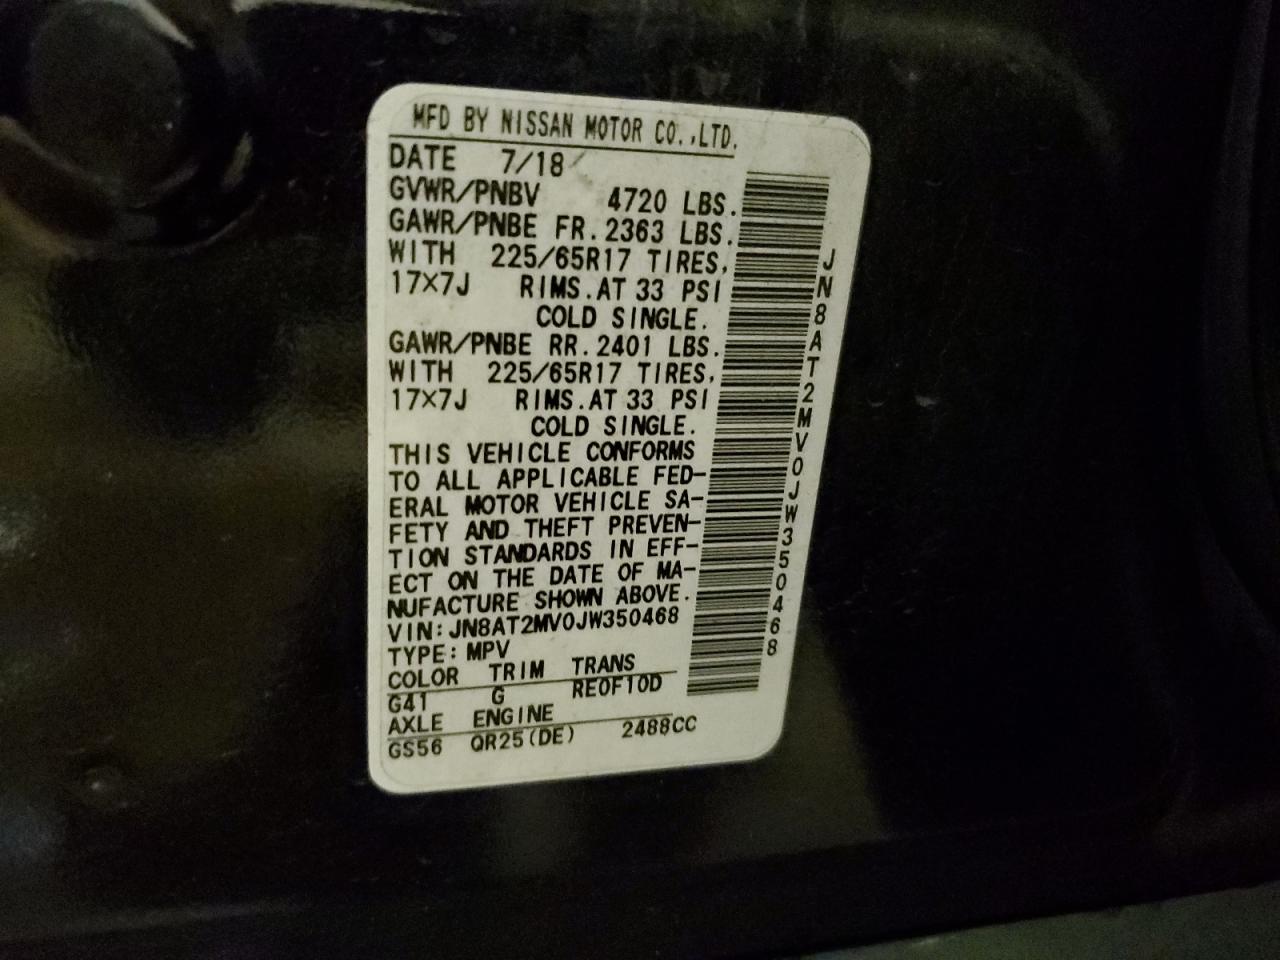 MFD BY NISSAN MOTOR CO.,LTD.
DATE 7/18
GVWR/PNBV 4720 LBS.
GAWR/PNBE FR. 2363 LBS.
WITH 225/65R17 TIRES,
17×7J RIMS.AT 33 PSI
COLD SINGLE.
GAWR/PNBE RR. 2401 LBS.
WITH 225/65R17 TIRES,
17×7J RIMS.AT 33 PSI
COLD SINGLE.
THIS VEHICLE CONFORMS
TO ALL APPLICABLE FED-
ERAL MOTOR VEHICLE SA-
FETY AND THEFT PREVEN-
TION STANDARDS IN EFF-
ECT ON THE DATE OF MA-
NUFACTURE SHOWN ABOVE.
VIN: JN8AT2MV0JW350468
TYPE: MPV
COLOR TRIM TRANS
G41 G RE0F10D
AXLE ENGINE
GS56 QR25(DE) 2488CC
JN8AT2MV0JW350468